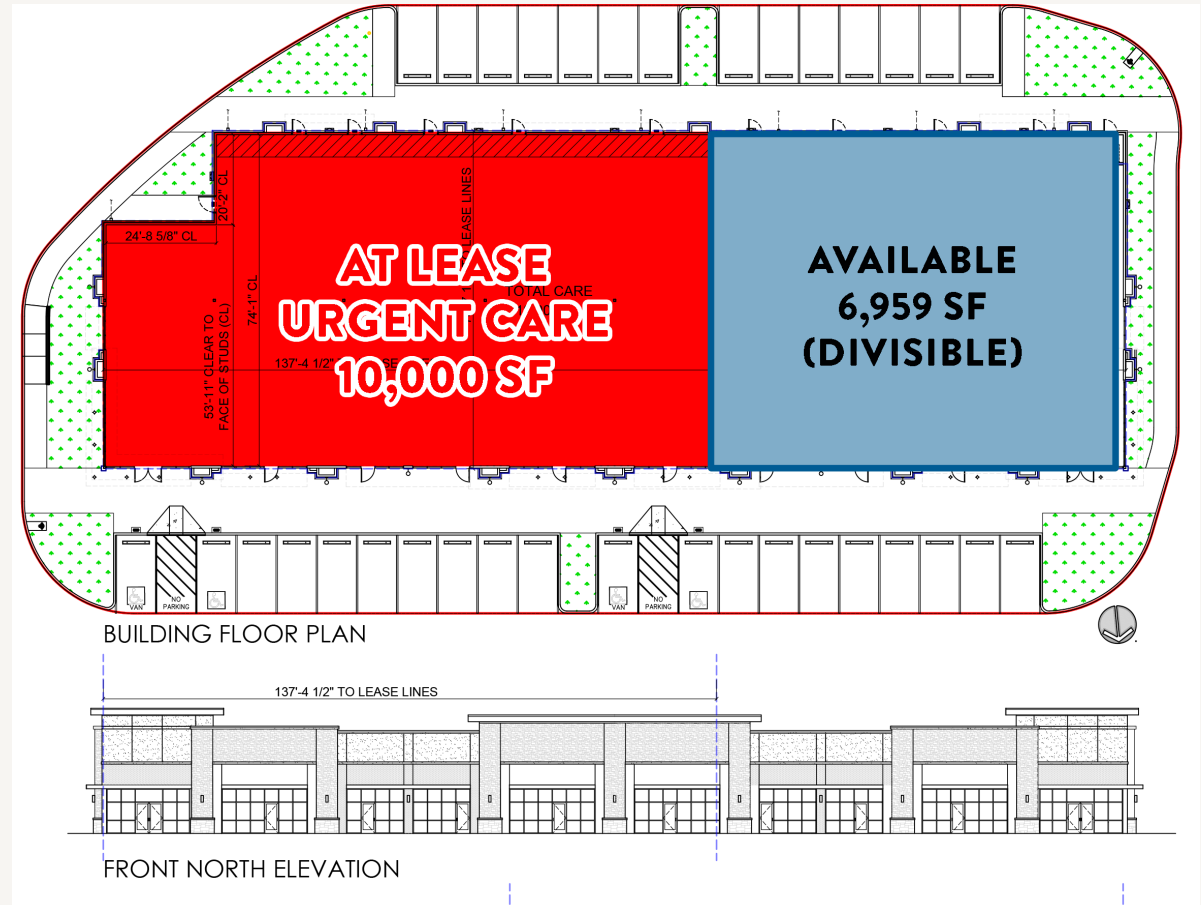 20'-2" CL
LEASE LINES
24'-8 5/8" CL
AT LEASE
URGENT CARE
10,000 SF
TOTAL CARE
74'-1" CL
53'-11" CLEAR TO
FACE OF STUDS (CL)
137'-4 1/2"
AVAILABLE
6,959 SF
(DIVISIBLE)
VAN
NO
PARKING
VAN
NO
PARKING
BUILDING FLOOR PLAN
137'-4 1/2" TO LEASE LINES
FRONT NORTH ELEVATION